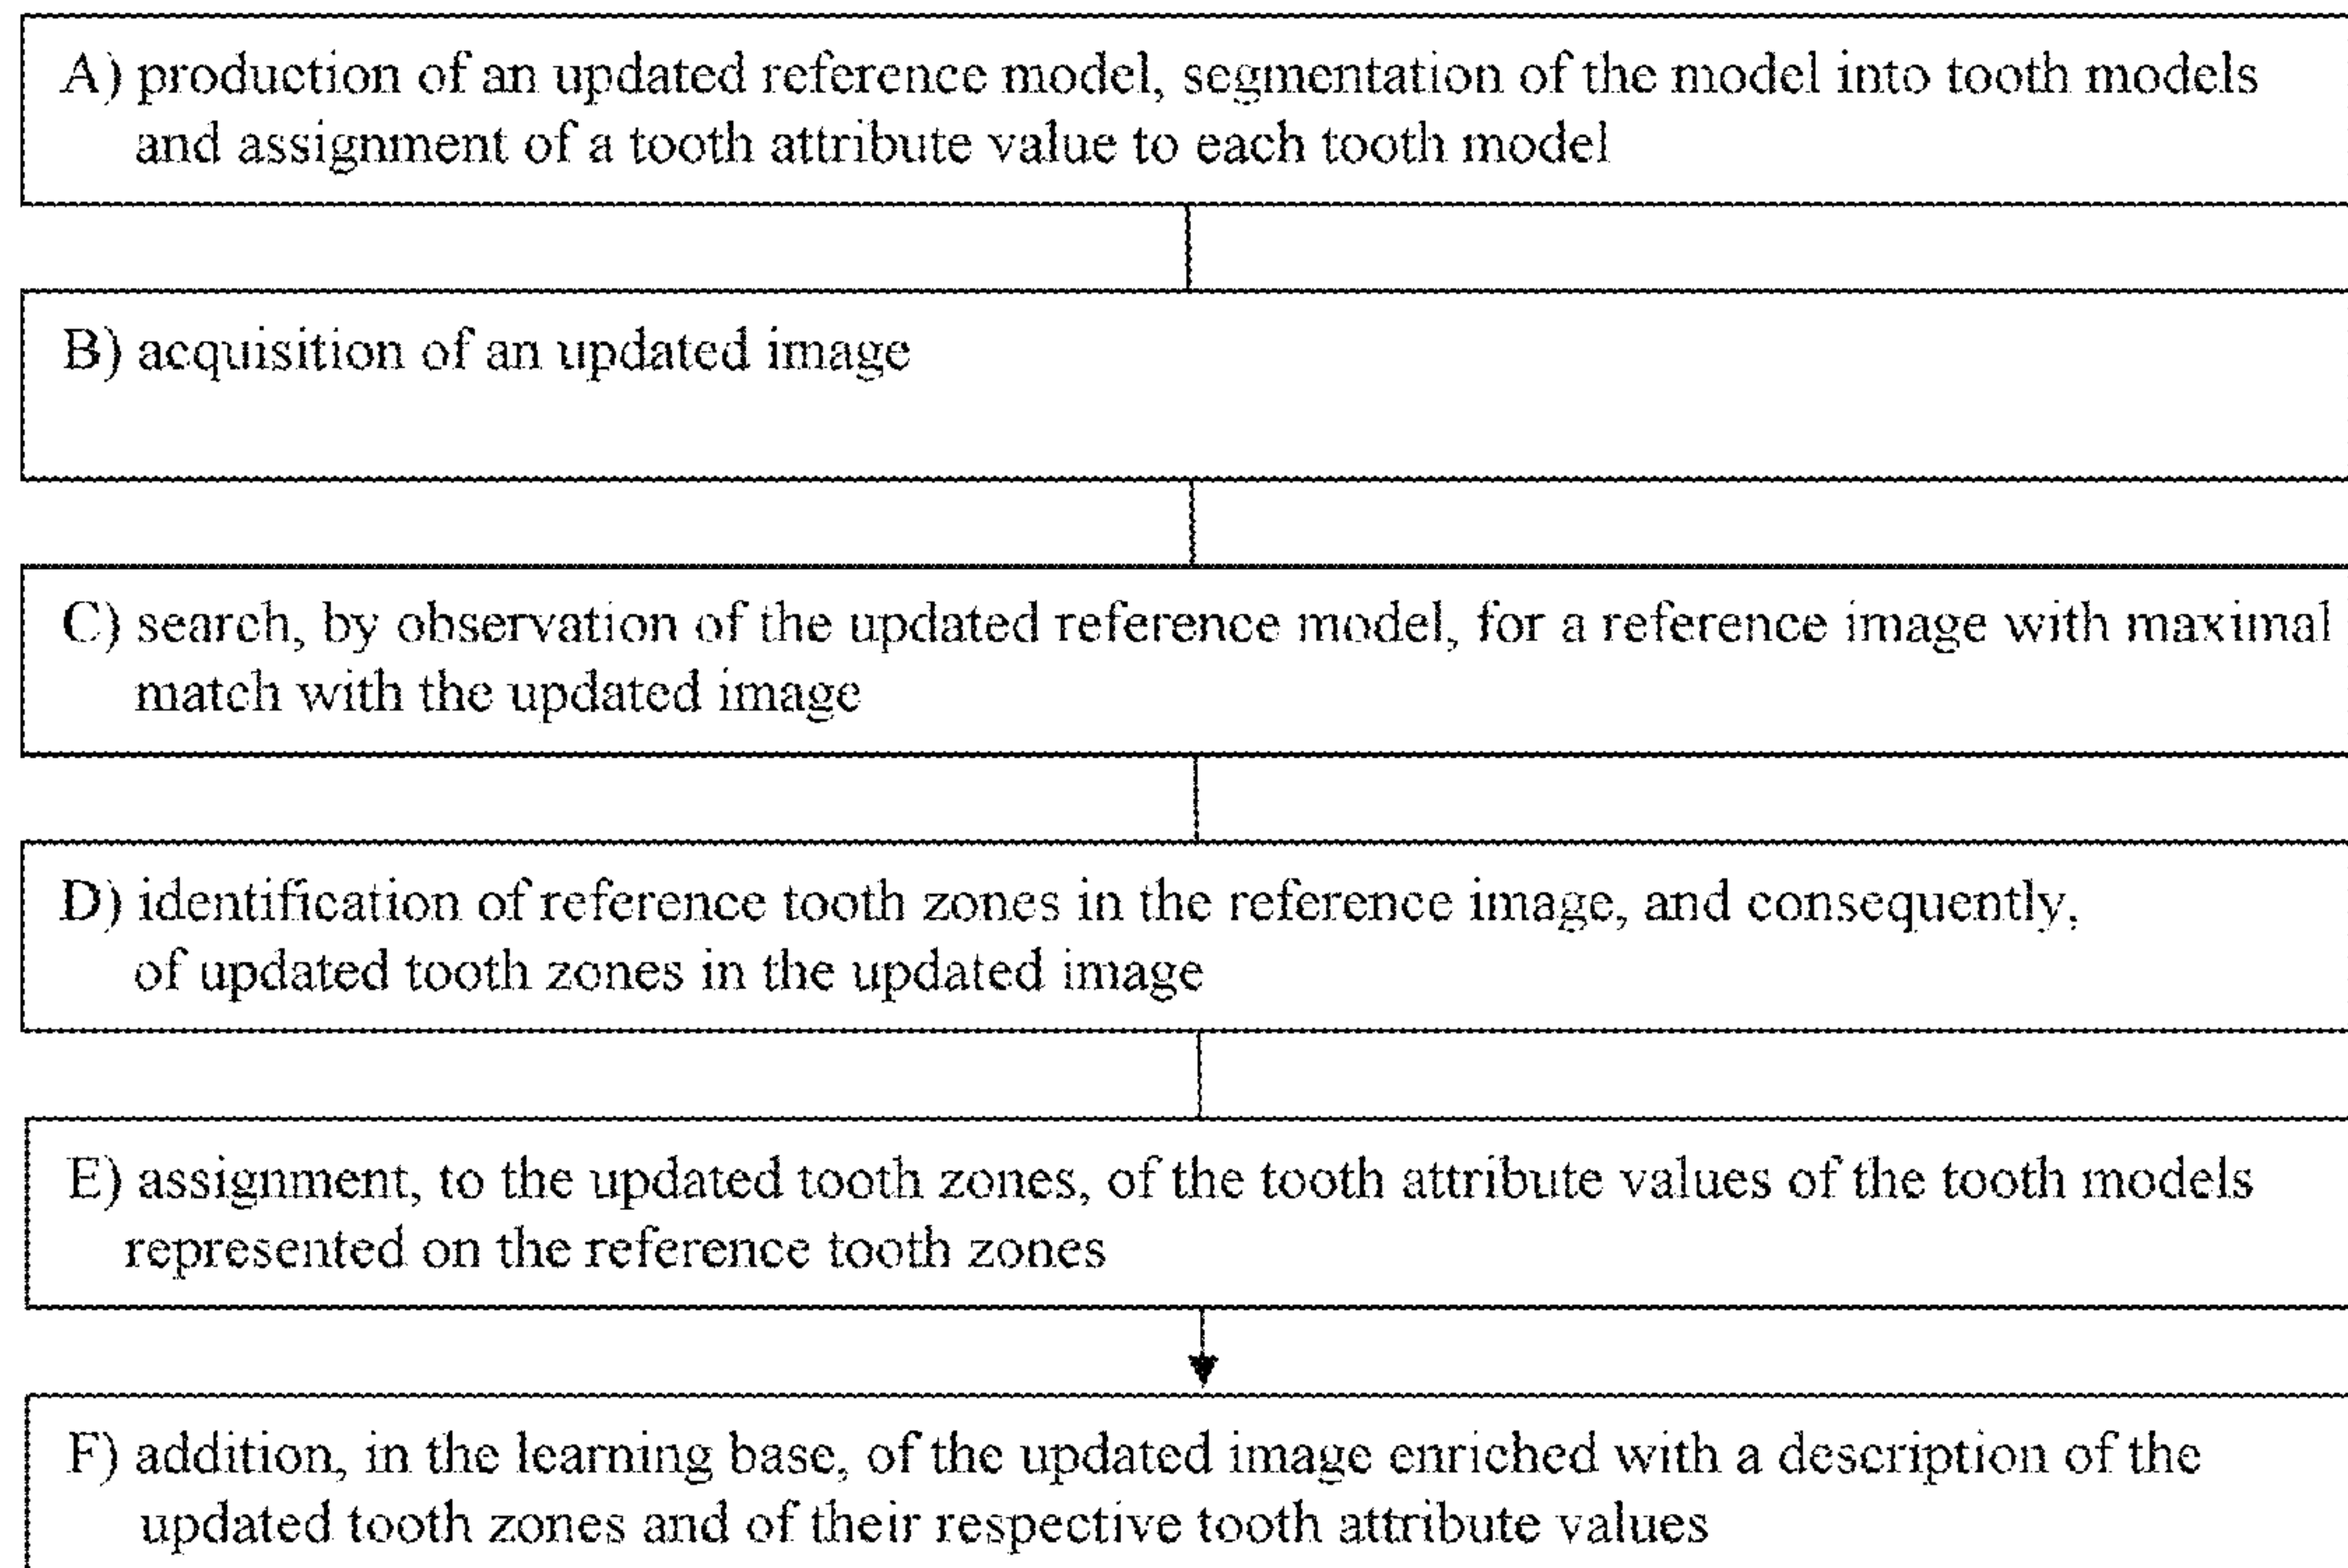 A) production of an updated reference model, segmentation of the model into tooth models
and assignment of a tooth attribute value to each tooth model
B) acquisition of an updated image
C) search, by observation of the updated reference model, for a reference image with maximal
match with the updated image
D) identification of reference tooth zones in the reference image, and consequently,
of updated tooth zones in the updated image
E) assignment, to the updated tooth zones, of the tooth attribute values of the tooth models
represented on the reference tooth zones
F) addition, in the learning base, of the updated image enriched with a description of the
updated tooth zones and of their respective tooth attribute values